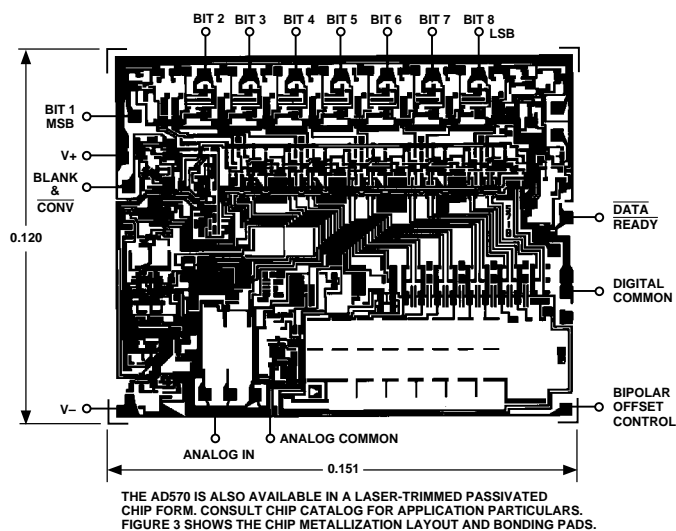 BIT 2 BIT 3 BIT 4 BIT 5 BIT 6 BIT 7 BIT 8
LSB
BIT 1
MSB
V+
BLANK
&
CONV
0.120
DATA
READY
DIGITAL
COMMON
V–
BIPOLAR
OFFSET
CONTROL
ANALOG COMMON
ANALOG IN
0.151
THE AD570 IS ALSO AVAILABLE IN A LASER-TRIMMED PASSIVATED
CHIP FORM. CONSULT CHIP CATALOG FOR APPLICATION PARTICULARS.
FIGURE 3 SHOWS THE CHIP METALLIZATION LAYOUT AND BONDING PADS.